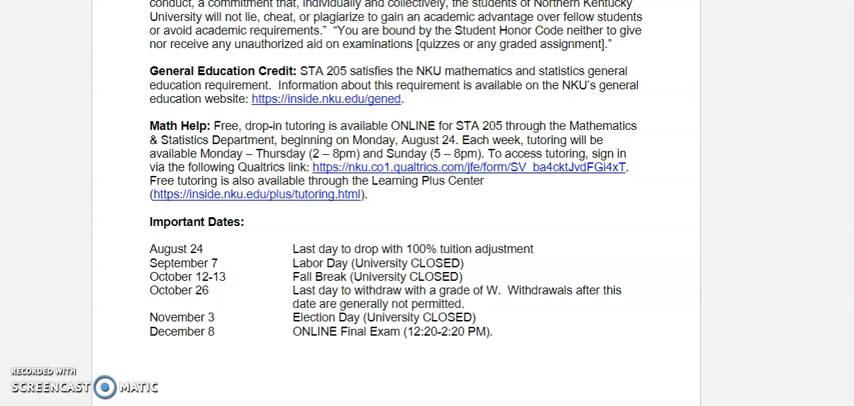 conduct, a commitment that, individually and collectively, the students of Northern Kentucky
University will not lie, cheat, or plagiarize to gain an academic advantage over fellow students
or avoid academic requirements.” “You are bound by the Student Honor Code neither to give
nor receive any unauthorized aid on examinations [quizzes or any graded assignment].”
General Education Credit: STA 205 satisfies the NKU mathematics and statistics general
education requirement.  Information about this requirement is available on the NKU’s general
education website: https://inside.nku.edu/gened.
Math Help: Free, drop-in tutoring is available ONLINE for STA 205 through the Mathematics
& Statistics Department, beginning on Monday, August 24. Each week, tutoring will be
available Monday – Thursday (2 – 8pm) and Sunday (5 – 8pm). To access tutoring, sign in
via the following Qualtrics link: https://nku.co1.qualtrics.com/jfe/form/SV_ba4cktJvdFGi4xT.
Free tutoring is also available through the Learning Plus Center
(https://inside.nku.edu/plus/tutoring.html).
Important Dates:
August 24 Last day to drop with 100% tuition adjustment
September 7 Labor Day (University CLOSED)
October 12-13 Fall Break (University CLOSED)
October 26 Last day to withdraw with a grade of W.  Withdrawals after this
date are generally not permitted.
November 3 Election Day (University CLOSED)
December 8 ONLINE Final Exam (12:20-2:20 PM).
RECORDED WITH
SCREENCAST MATIC